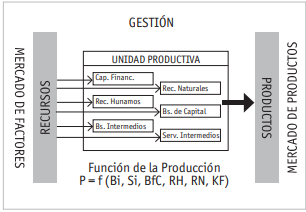 GESTIÓN
MERCADO DE FACTORES
RECURSOS
UNIDAD PRODUCTIVA
Cap. Financ.
Rec. Naturales
Rec. Hunamos
Bs. de Capital
Bs. Intermedios
Serv. Intermedios
PRODUCTOS
MERCADO DE PRODUCTOS
Función de la Producción
P = f (Bi, Si, BfC, RH, RN, KF)